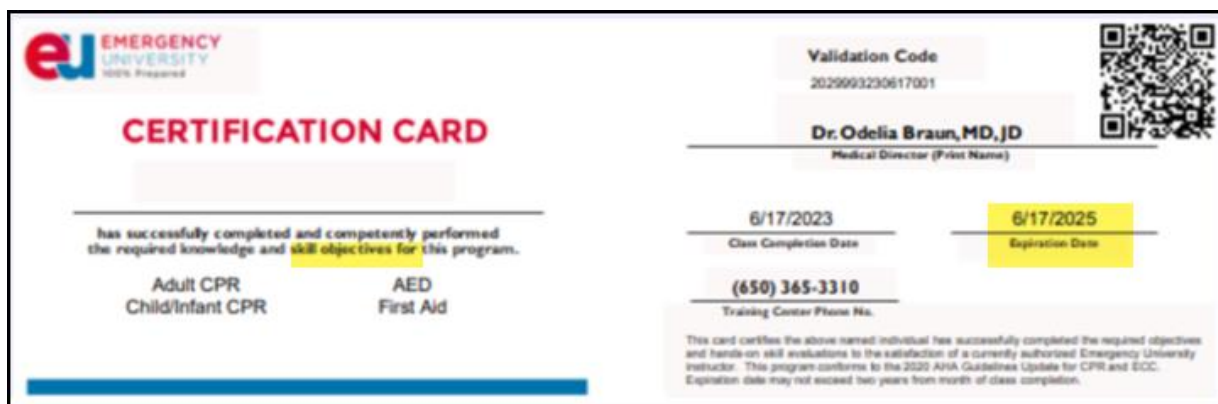 EMERGENCY
UNIVERSITY
100% Prepared
CERTIFICATION CARD
has successfully completed and competently performed
the required knowledge and skill objectives for this program.
Adult CPR AED
Child/Infant CPR First Aid
Validation Code
2029993230617001
Dr. Odelia Braun, MD, JD
Medical Director (Print Name)
6/17/2023 6/17/2025
Class Completion Date Expiration Date
(650) 365-3310
Training Center Phone No.
This card certifies the above named individual has successfully completed the required objectives
and hands-on skill evaluations to the satisfaction of a currently authorized Emergency University
instructor. This program conforms to the 2020 AHA Guidelines Update for CPR and ECC.
Expiration date may not exceed two years from month of class completion.